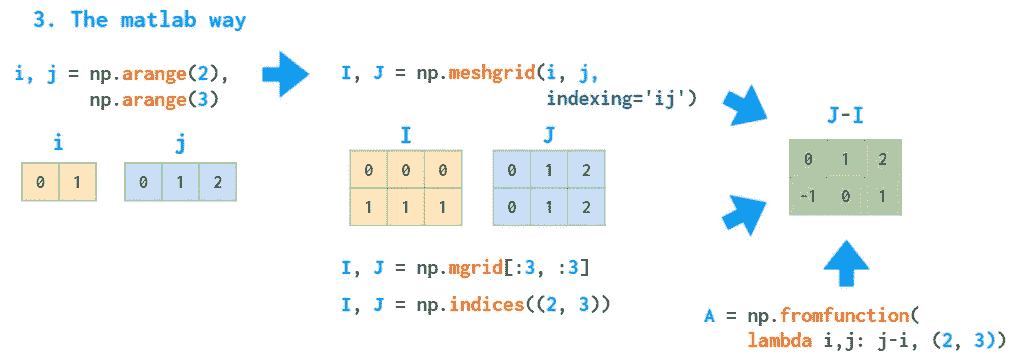 3. The matlab way
i, j = np.arange(2),
np.arange(3)
i
j
0 1
0 1 2
I, J = np.meshgrid(i, j,
indexing='ij')
I
J
0 0 0
1 1 1
0 1 2
0 1 2
I, J = np.mgrid[:3, :3]
I, J = np.indices((2, 3))
J-I
0 1 2
-1 0 1
A = np.fromfunction(
lambda i,j: j-i, (2, 3))